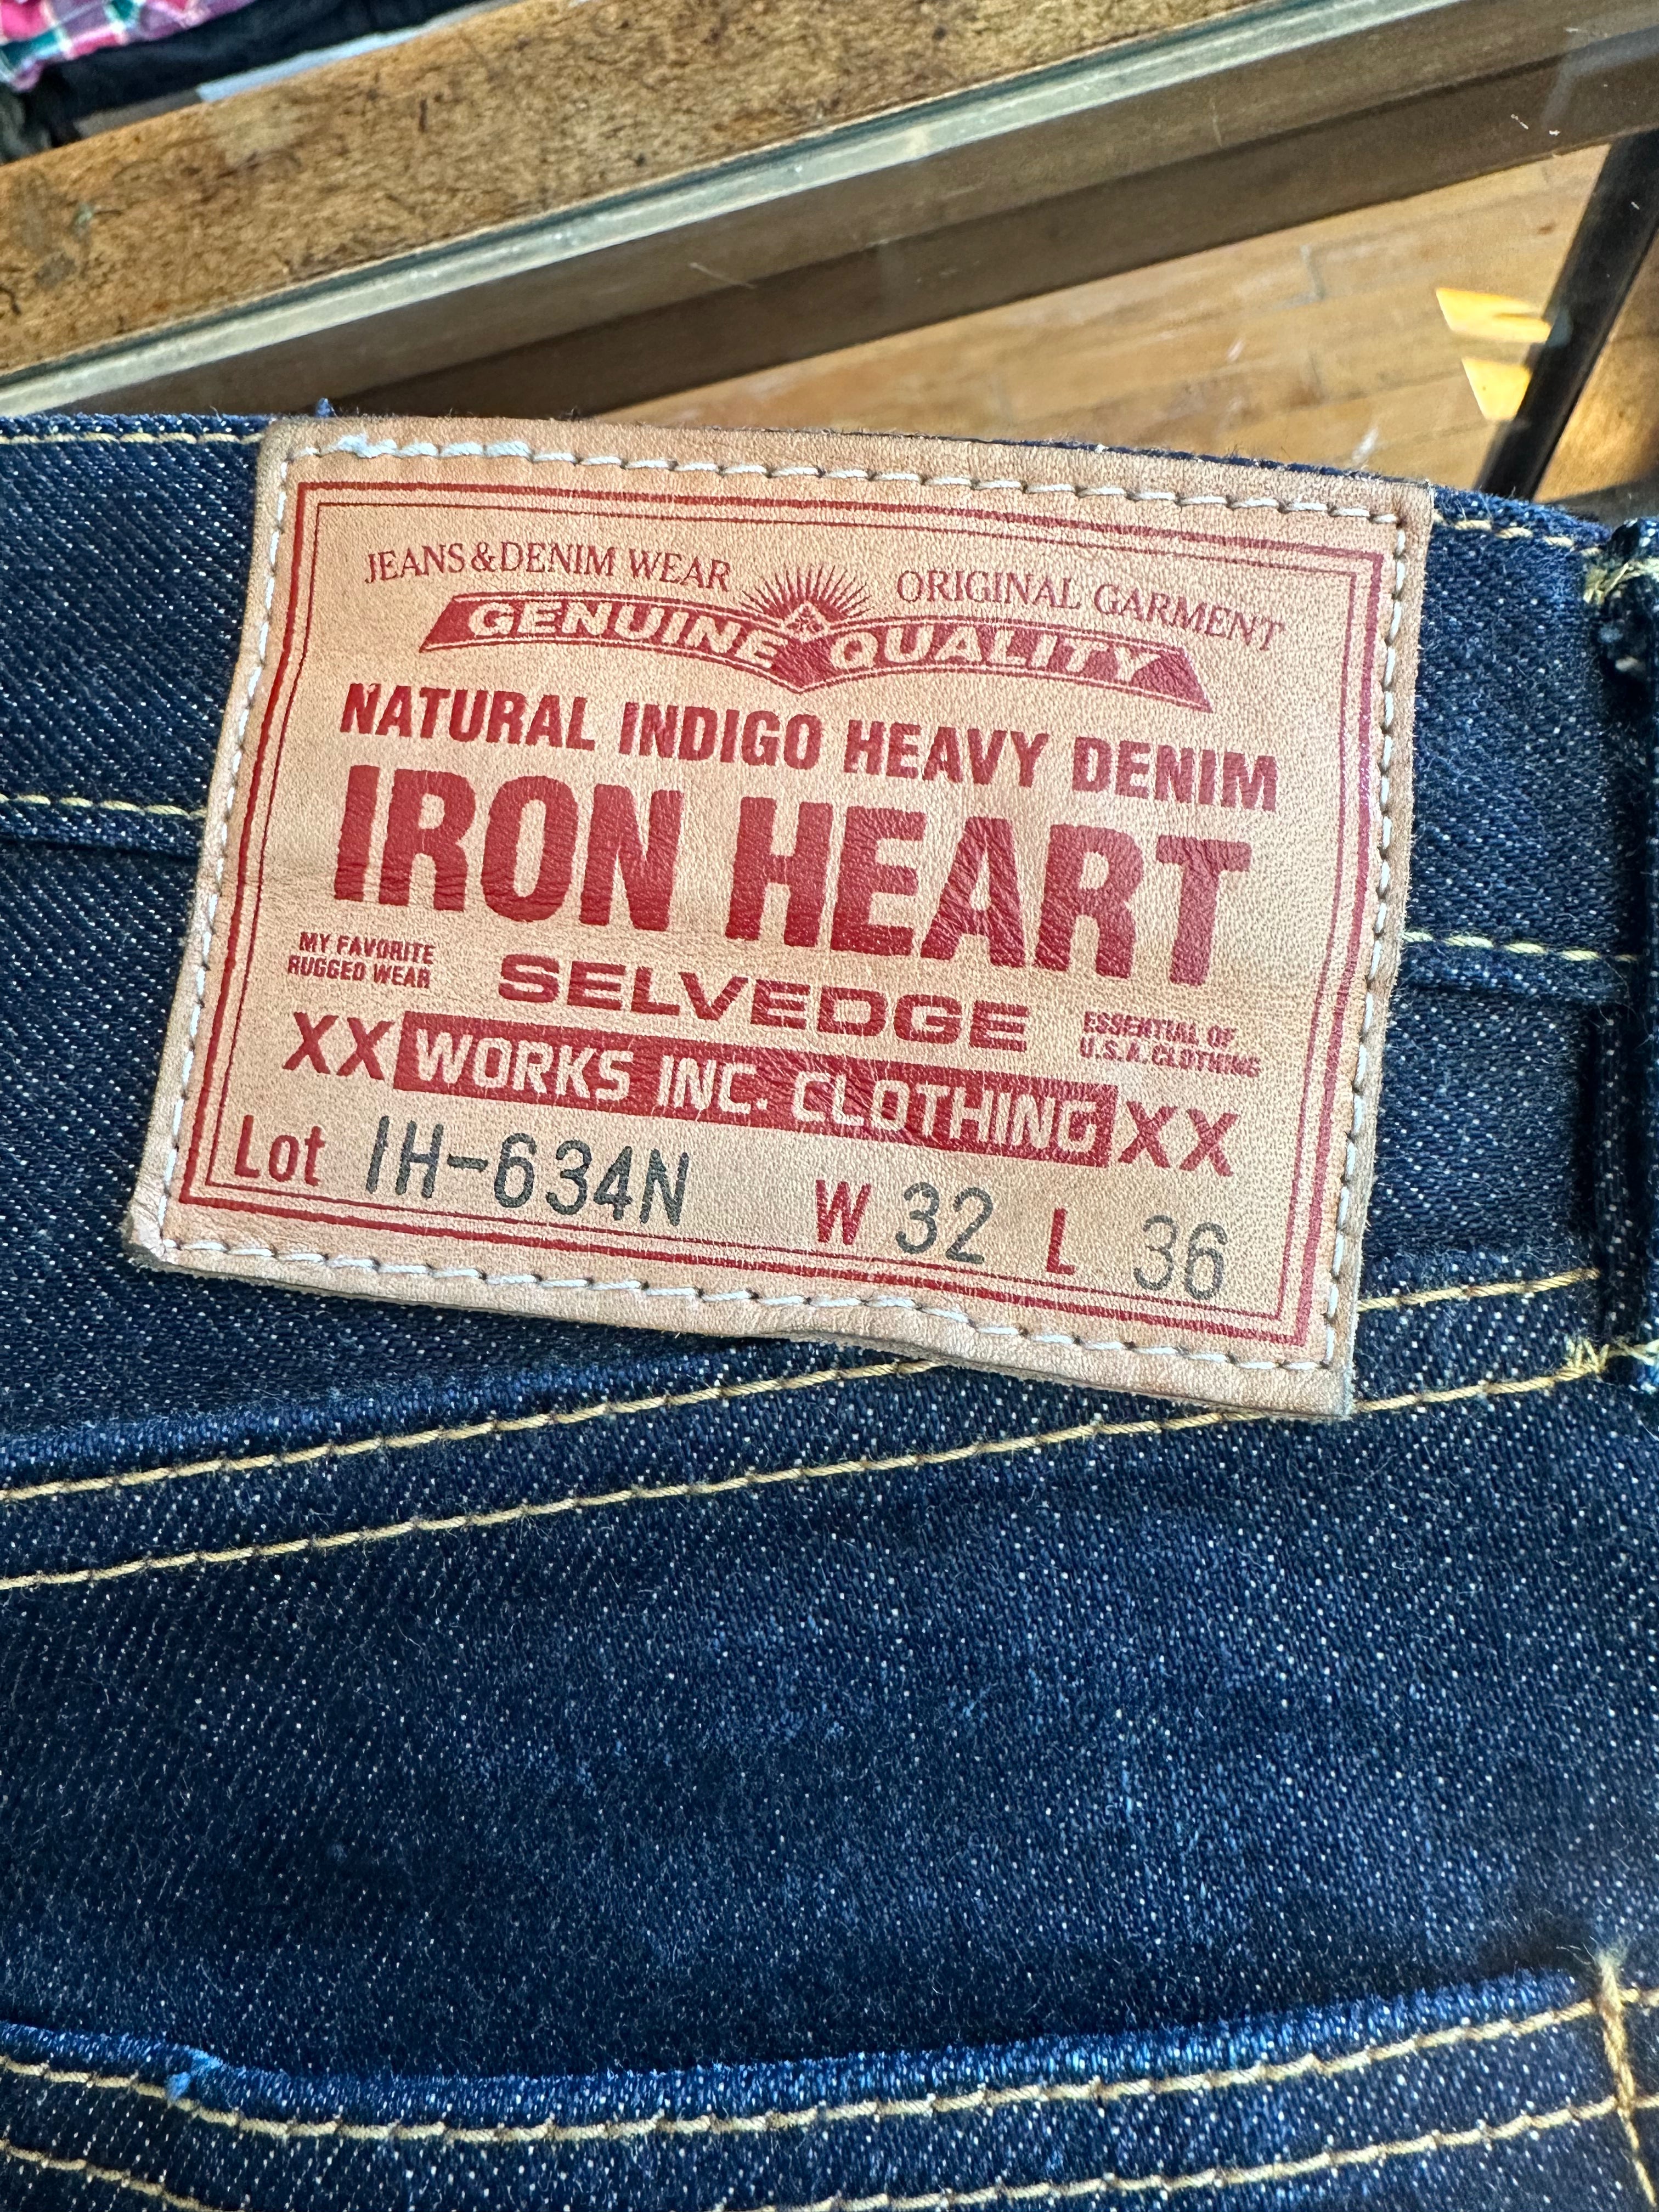 JEANS & DENIM WEAR ORIGINAL GARMENT
GENUINE QUALITY
NATURAL INDIGO HEAVY DENIM
IRON HEART
MY FAVORITE
RUGGED WEAR
SELVEDGE
ESSENTIAL OF
U.S.A. CLOTHING
XX WORKS INC. CLOTHING XX
Lot IH-634N W 32 L 36